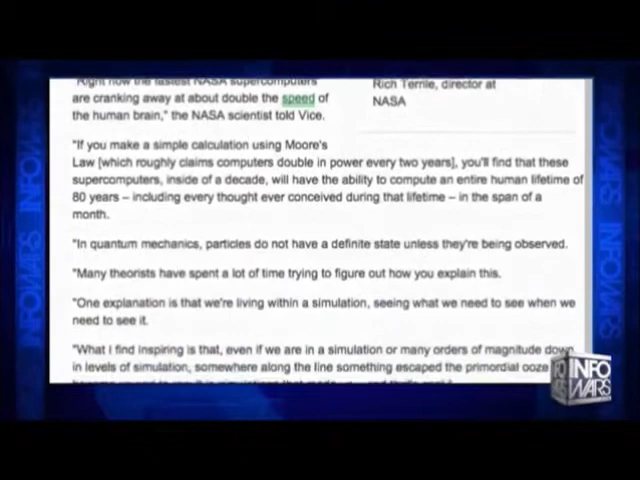 "Right now the fastest NASA supercomputers
are cranking away at about double the speed of
the human brain," the NASA scientist told Vice.
Rich Terrile, director at
NASA
"If you make a simple calculation using Moore's
Law [which roughly claims computers double in power every two years], you'll find that these
supercomputers, inside of a decade, will have the ability to compute an entire human lifetime of
80 years – including every thought ever conceived during that lifetime – in the span of a
month.
"In quantum mechanics, particles do not have a definite state unless they're being observed.
"Many theorists have spent a lot of time trying to figure out how you explain this.
"One explanation is that we're living within a simulation, seeing what we need to see when we
need to see it.
"What I find inspiring is that, even if we are in a simulation or many orders of magnitude down
in levels of simulation, somewhere along the line something escaped the primordial ooze
INFOWARS
INFOWARS
INFO
WARS